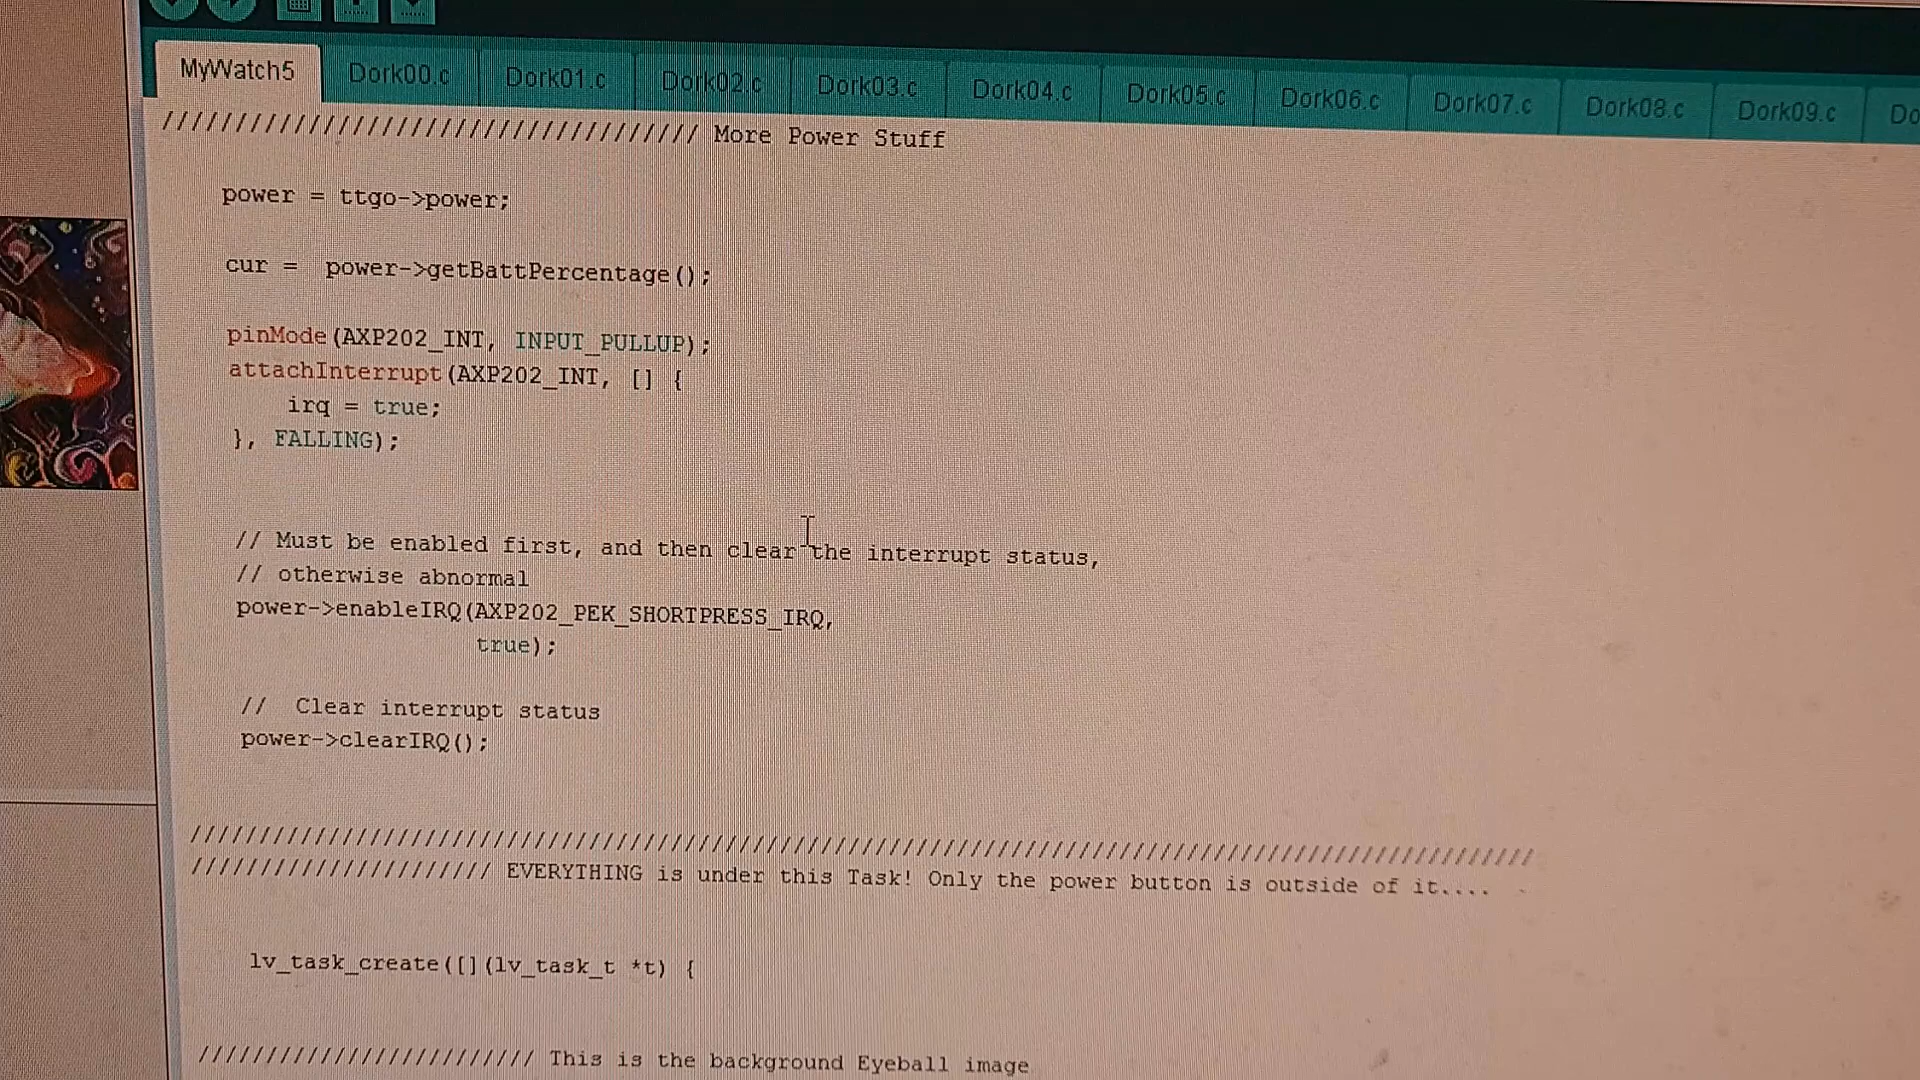 MyWatch5 Dork00.c Dork01.c Dork02.c Dork03.c Dork04.c Dork05.c Dork06.c Dork07.c Dork08.c Dork09.c Do
///////////////////////////////////// More Power Stuff
power = ttgo->power;
cur =  power->getBattPercentage();
pinMode(AXP202_INT, INPUT_PULLUP);
attachInterrupt(AXP202_INT, [] {
irq = true;
}, FALLING);
// Must be enabled first, and then clear the interrupt status,
// otherwise abnormal
power->enableIRQ(AXP202_PEK_SHORTPRESS_IRQ,
true);
//  Clear interrupt status
power->clearIRQ();
////////////////////////////////////////////////////////////////////////////////////////////////////
////////////////////// EVERYTHING is under this Task! Only the power button is outside of it....
lv_task_create([](lv_task_t *t) {
///////////////////////// This is the background Eyeball image